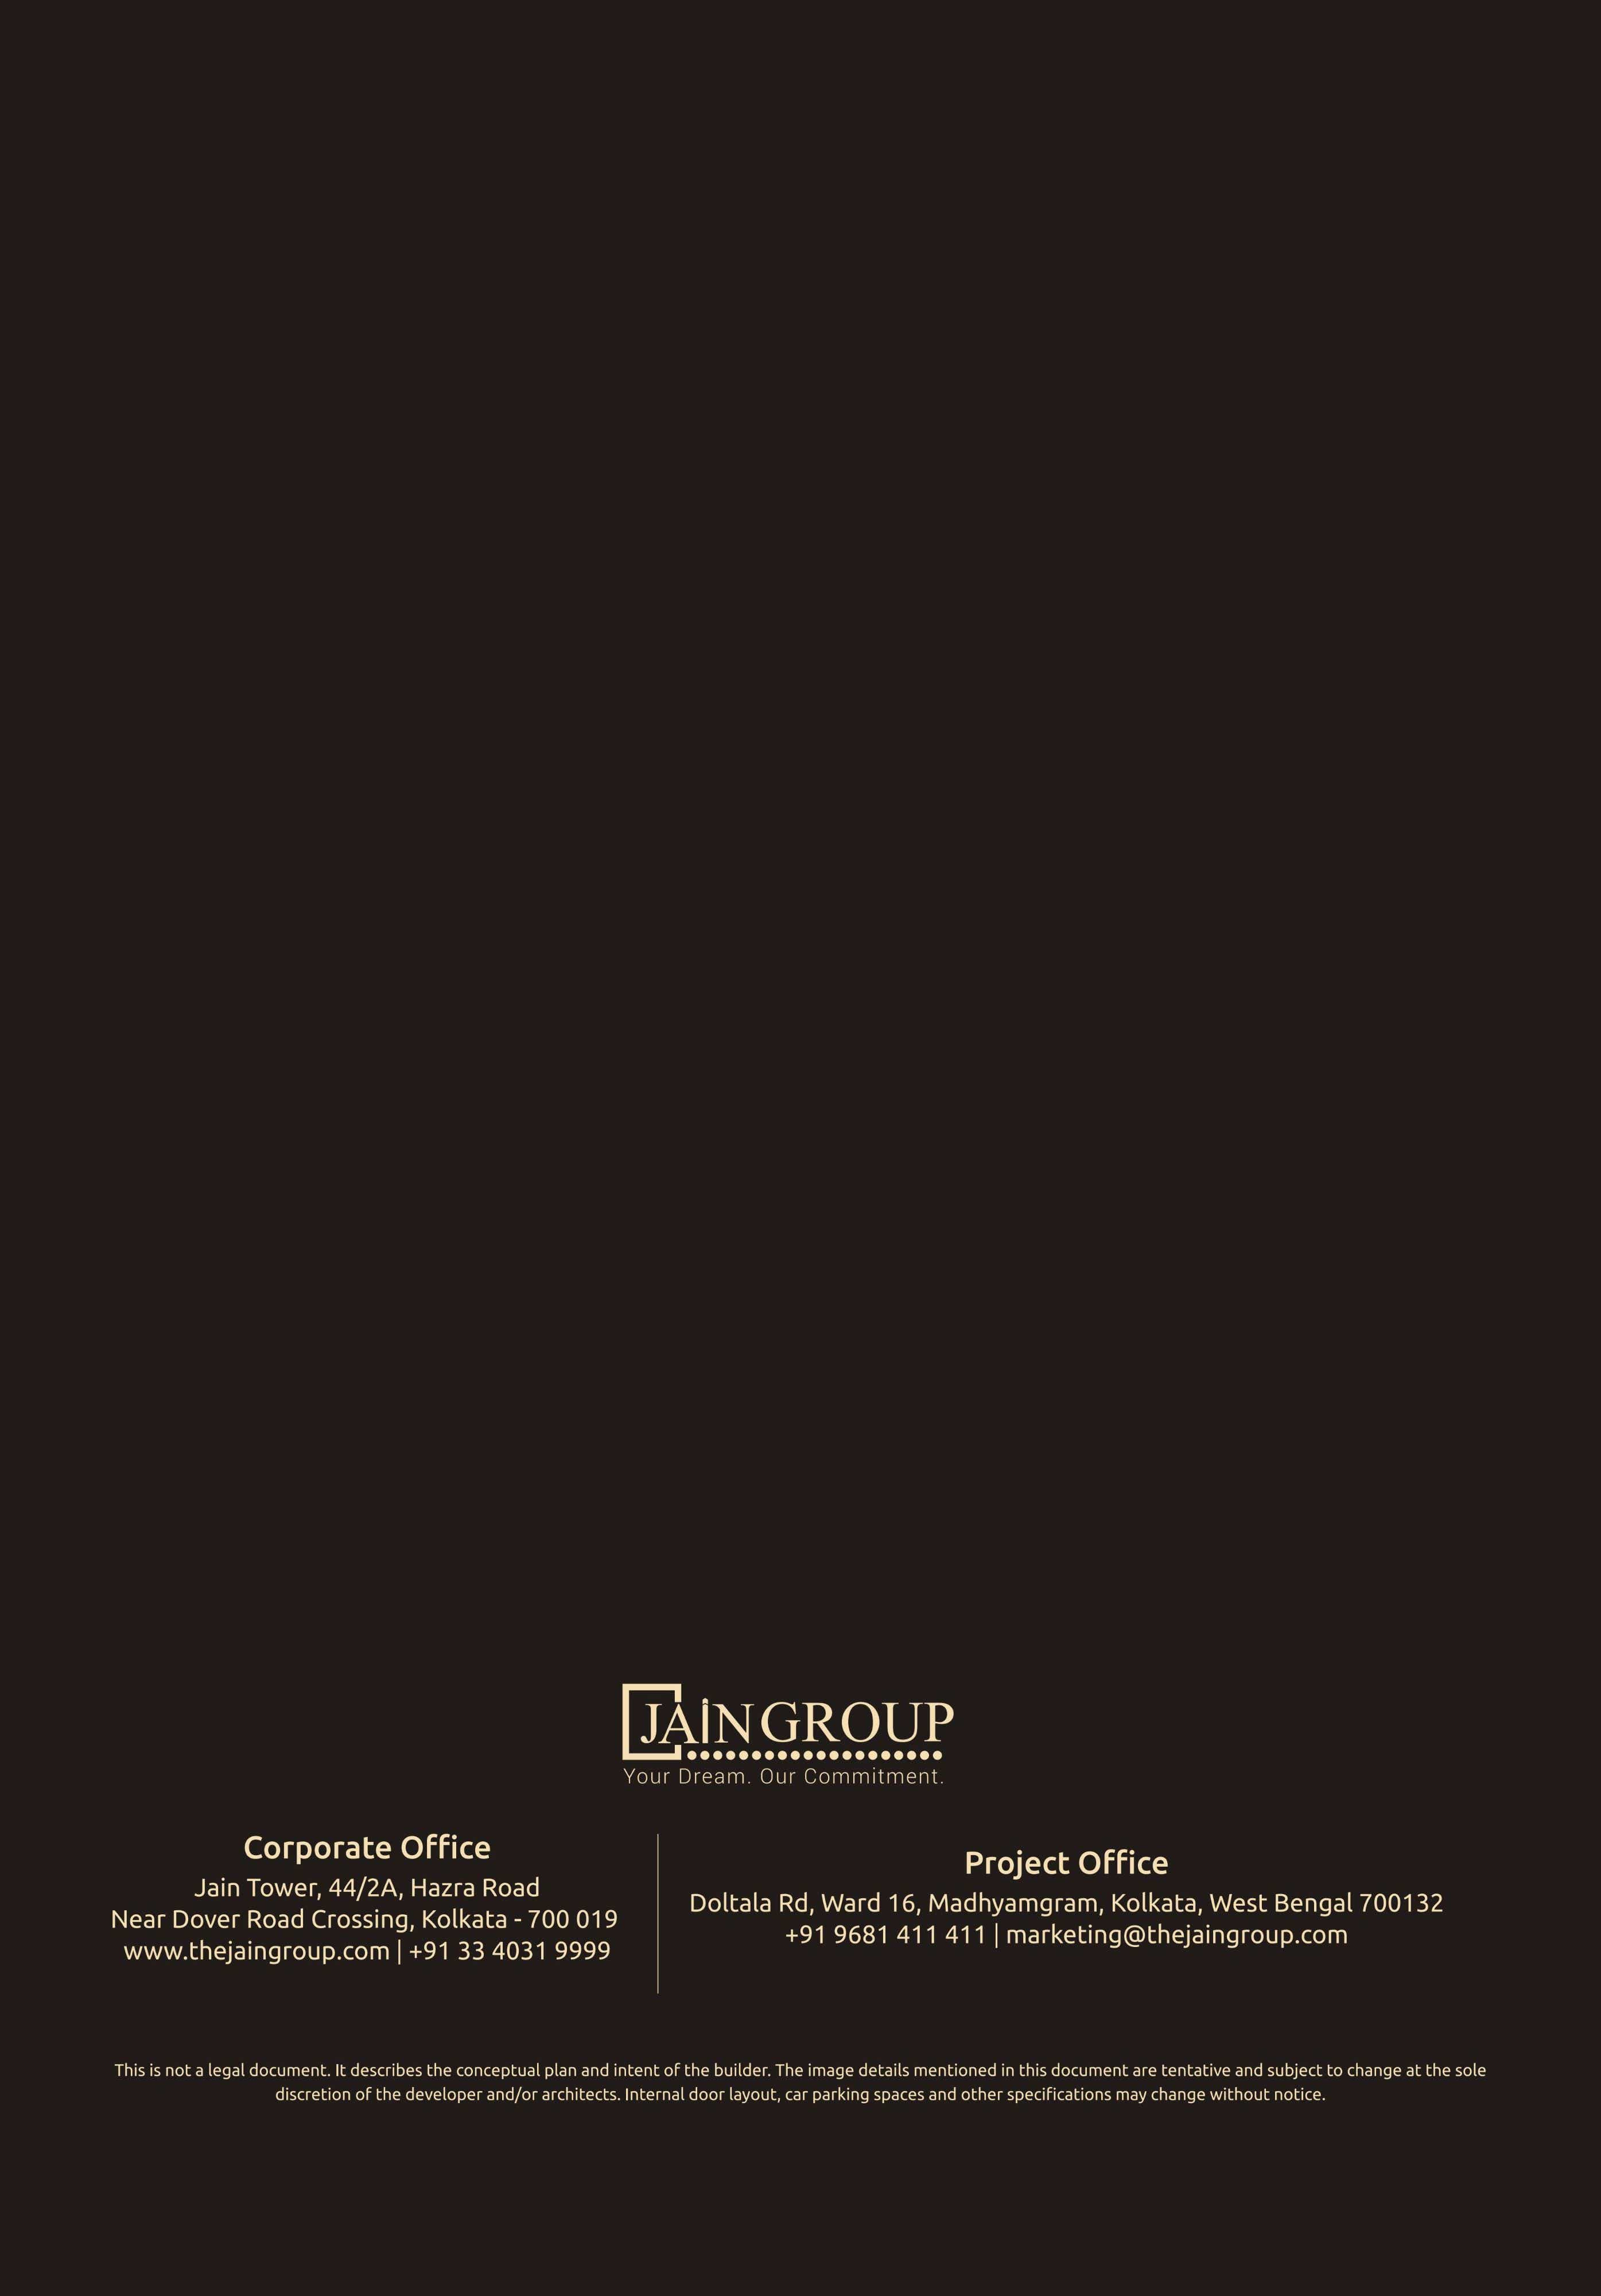 JAIN GROUP
Your Dream. Our Commitment.
Corporate Office
Jain Tower, 44/2A, Hazra Road
Near Dover Road Crossing, Kolkata - 700 019
www.thejaingroup.com | +91 33 4031 9999
Project Office
Doltala Rd, Ward 16, Madhyamgram, Kolkata, West Bengal 700132
+91 9681 411 411 | marketing@thejaingroup.com
This is not a legal document. It describes the conceptual plan and intent of the builder. The image details mentioned in this document are tentative and subject to change at the sole
discretion of the developer and/or architects. Internal door layout, car parking spaces and other specifications may change without notice.